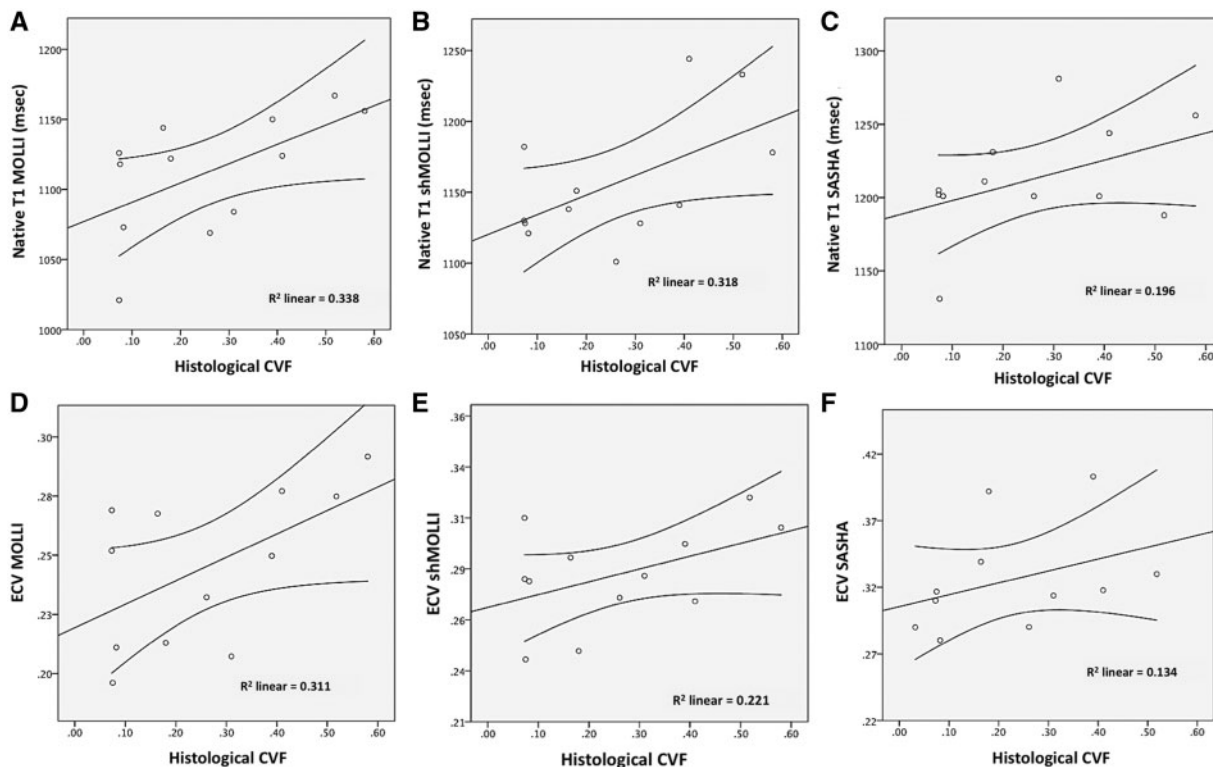 A
Native T1 MOLLI (msec)
1200
1150
1100
1050
1000
R² linear = 0.338
.00 .10 .20 .30 .40 .50 .60
Histological CVF
B
Native T1 shMOLLI (msec)
1250
1200
1150
1100
1050
R² linear = 0.318
.00 .10 .20 .30 .40 .50 .60
Histological CVF
C
Native T1 SASHA (msec)
1300
1250
1200
1150
1100
R² linear = 0.196
.00 .10 .20 .30 .40 .50 .60
Histological CVF
D
ECV MOLLI
.30
.28
.25
.23
.20
R² linear = 0.311
.00 .10 .20 .30 .40 .50 .60
Histological CVF
E
ECV shMOLLI
.36
.34
.31
.29
.26
.24
.21
R² linear = 0.221
.00 .10 .20 .30 .40 .50 .60
Histological CVF
F
ECV SASHA
.42
.37
.32
.27
.22
R² linear = 0.134
.00 .10 .20 .30 .40 .50 .60
Histological CVF